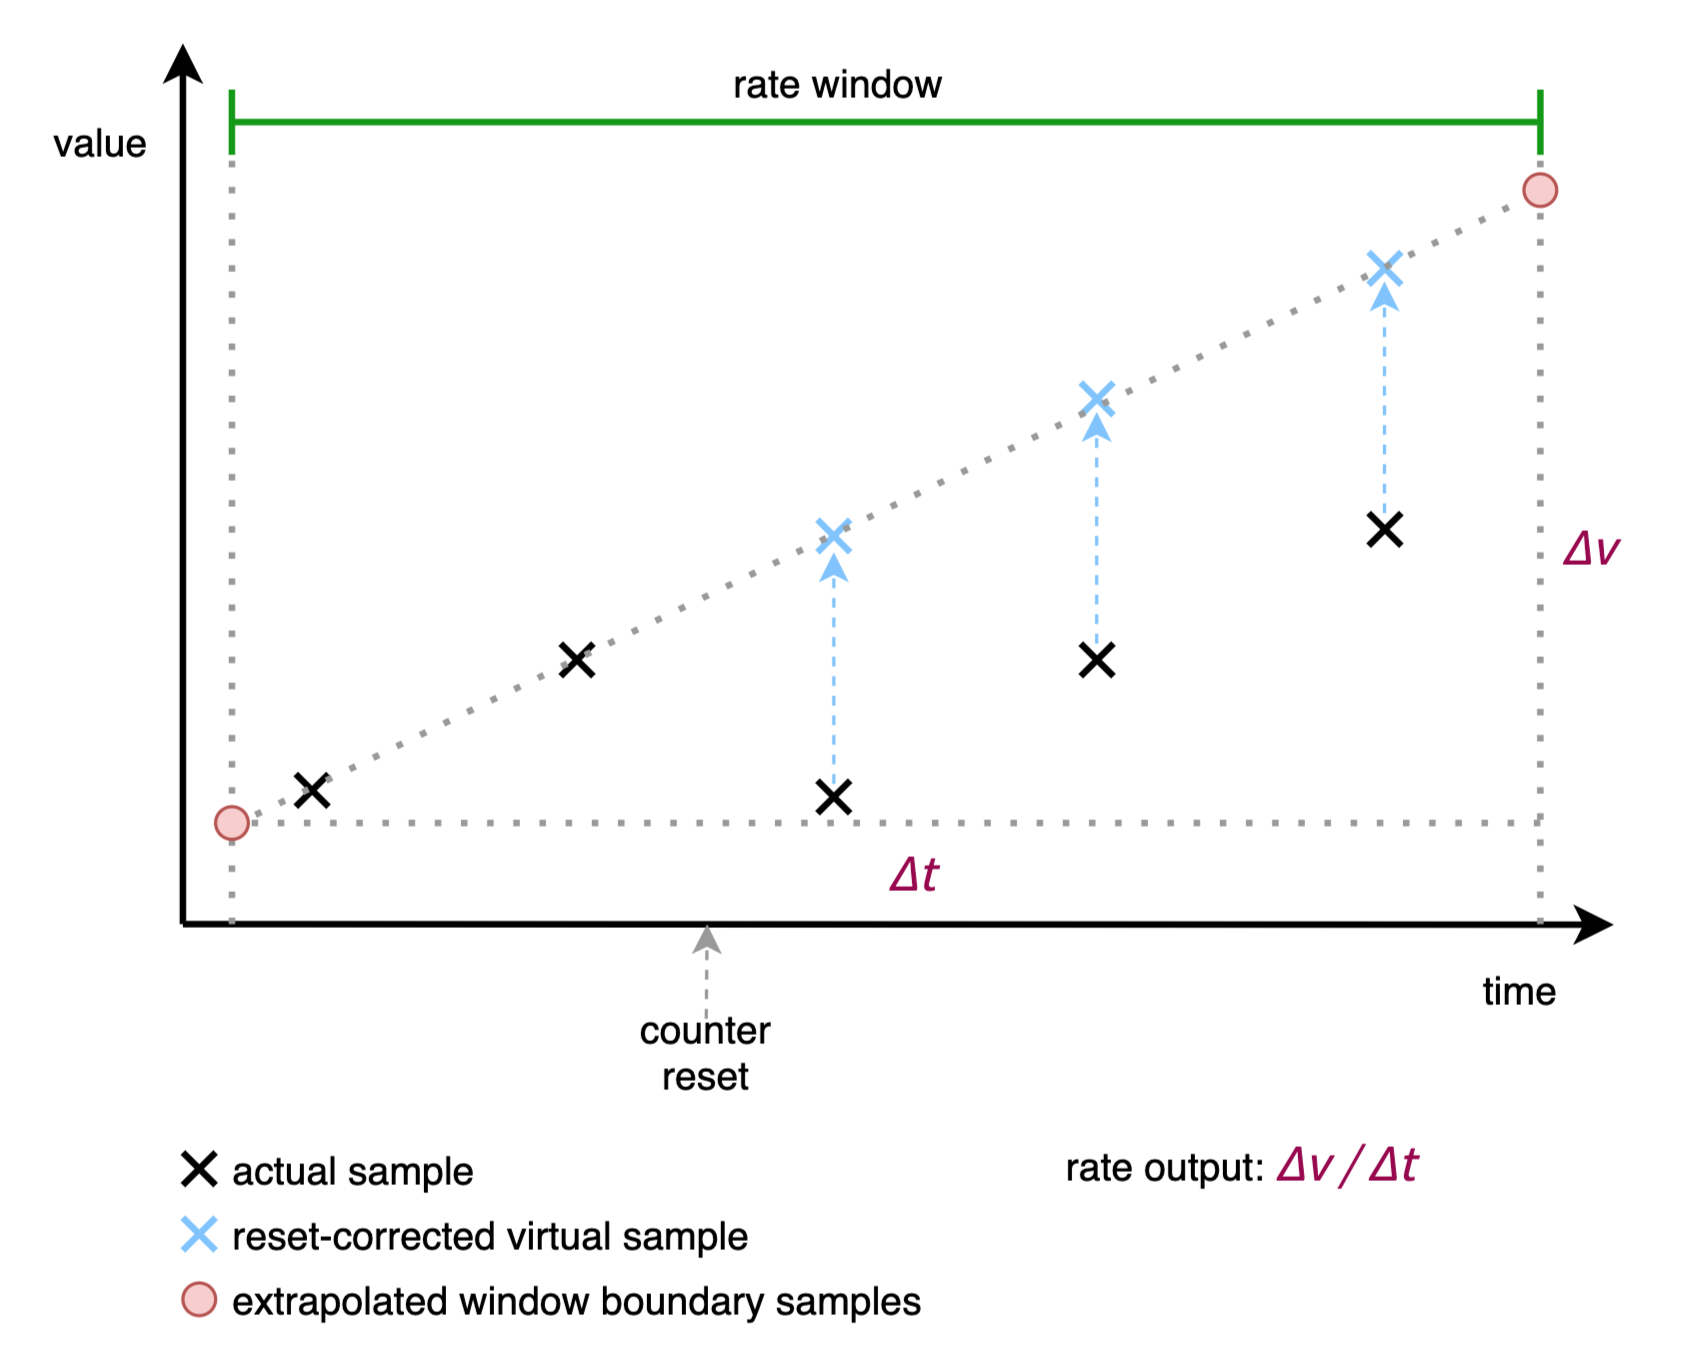 rate window
value
Δv
Δt
time
counter
reset
actual sample
rate output: Δv / Δt
reset-corrected virtual sample
extrapolated window boundary samples